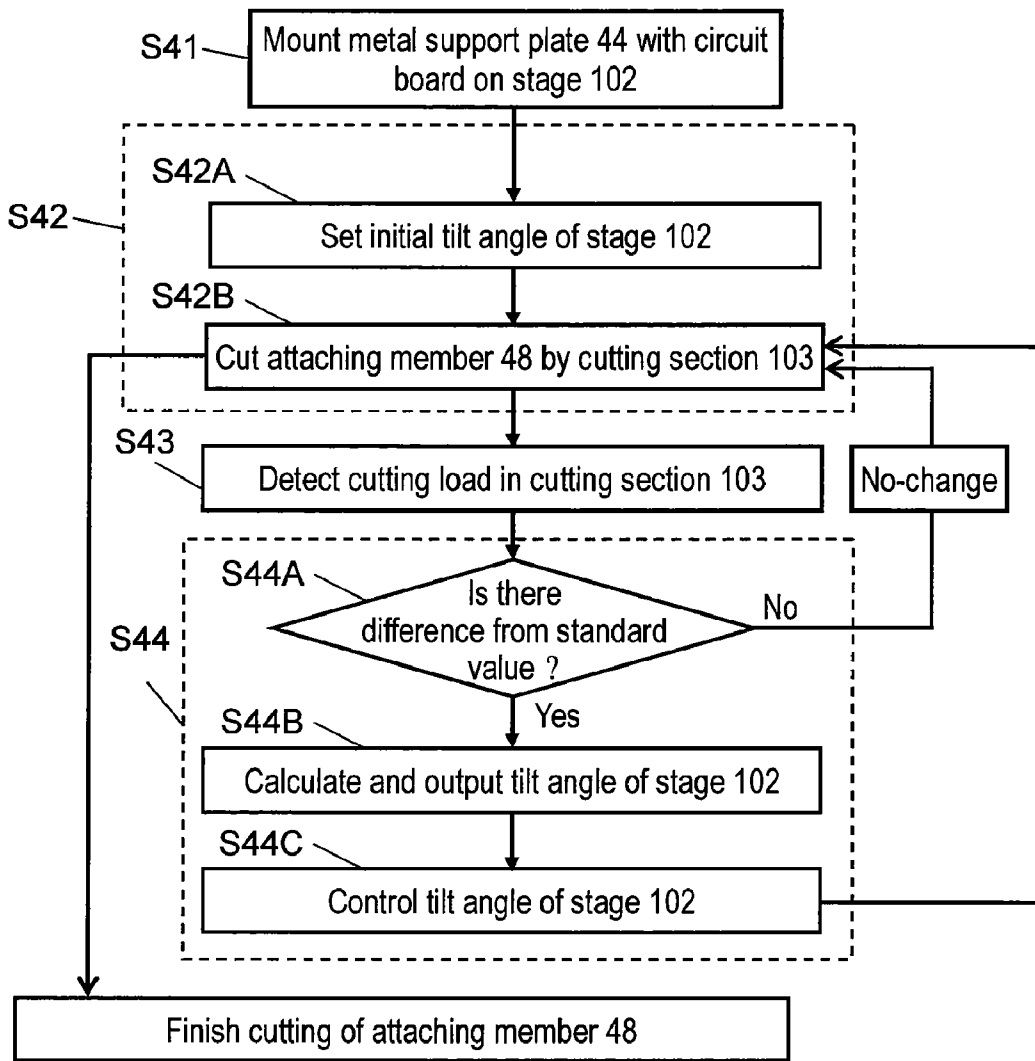 S41
Mount metal support plate 44 with circuit
board on stage 102
S42
S42A
Set initial tilt angle of stage 102
S42B
Cut attaching member 48 by cutting section 103
S43
Detect cutting load in cutting section 103
No-change
S44
S44A
Is there
difference from standard
value ?
No
Yes
S44B
Calculate and output tilt angle of stage 102
S44C
Control tilt angle of stage 102
Finish cutting of attaching member 48